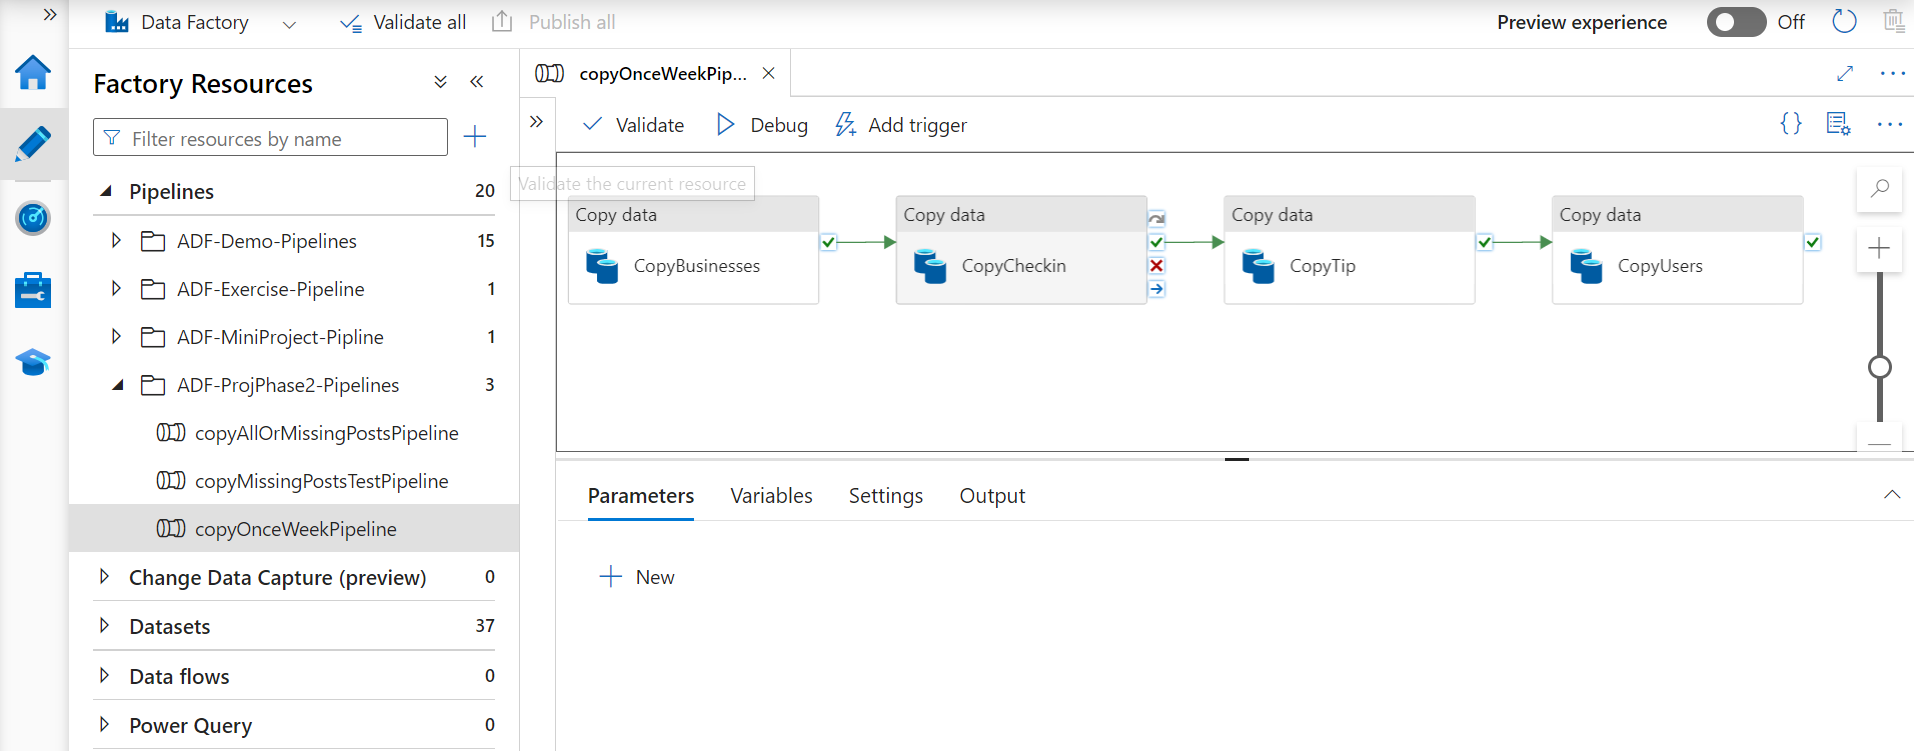 Data Factory
Validate all
Publish all
Preview experience
Off
Factory Resources
Filter resources by name
Pipelines 20
ADF-Demo-Pipelines 15
ADF-Exercise-Pipeline 1
ADF-MiniProject-Pipline 1
ADF-ProjPhase2-Pipelines 3
copyAllOrMissingPostsPipeline
copyMissingPostsTestPipeline
copyOnceWeekPipeline
Change Data Capture (preview) 0
Datasets 37
Data flows 0
Power Query 0
copyOnceWeekPip...
Validate
Debug
Add trigger
{}
Validate the current resource
Copy data
CopyBusinesses
Copy data
CopyCheckin
Copy data
CopyTip
Copy data
CopyUsers
Parameters
Variables
Settings
Output
New